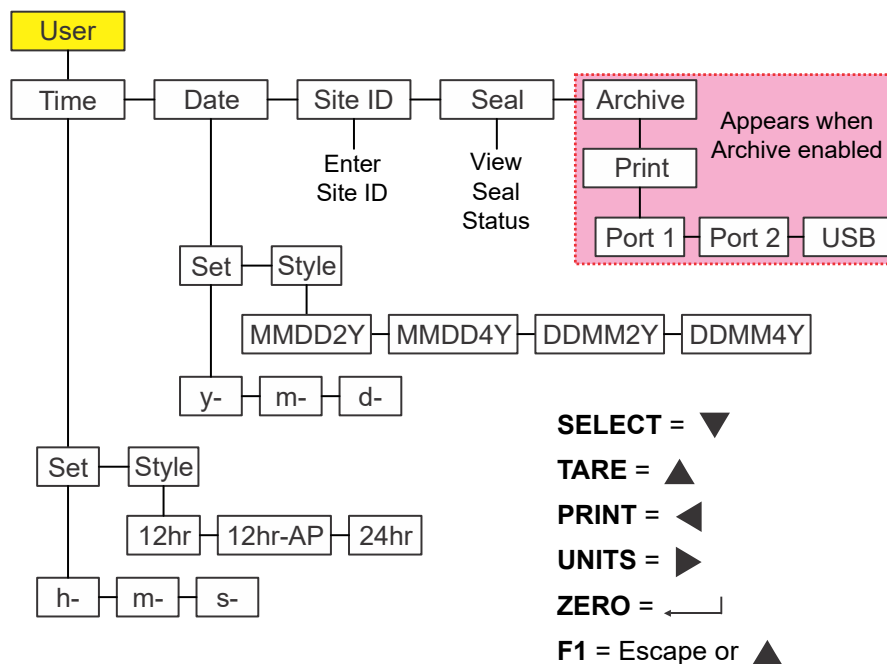 User
Time
Date
Site ID
Seal
Archive
Appears when
Archive enabled
Enter
Site ID
View
Seal
Status
Print
Port 1
Port 2
USB
Set
Style
MMDD2Y
MMDD4Y
DDMM2Y
DDMM4Y
y-
m-
d-
Set
Style
12hr
12hr-AP
24hr
h-
m-
s-
SELECT = ▼
TARE = ▲
PRINT = ◀
UNITS = ▶
ZERO = ↵
F1 = Escape or ▲